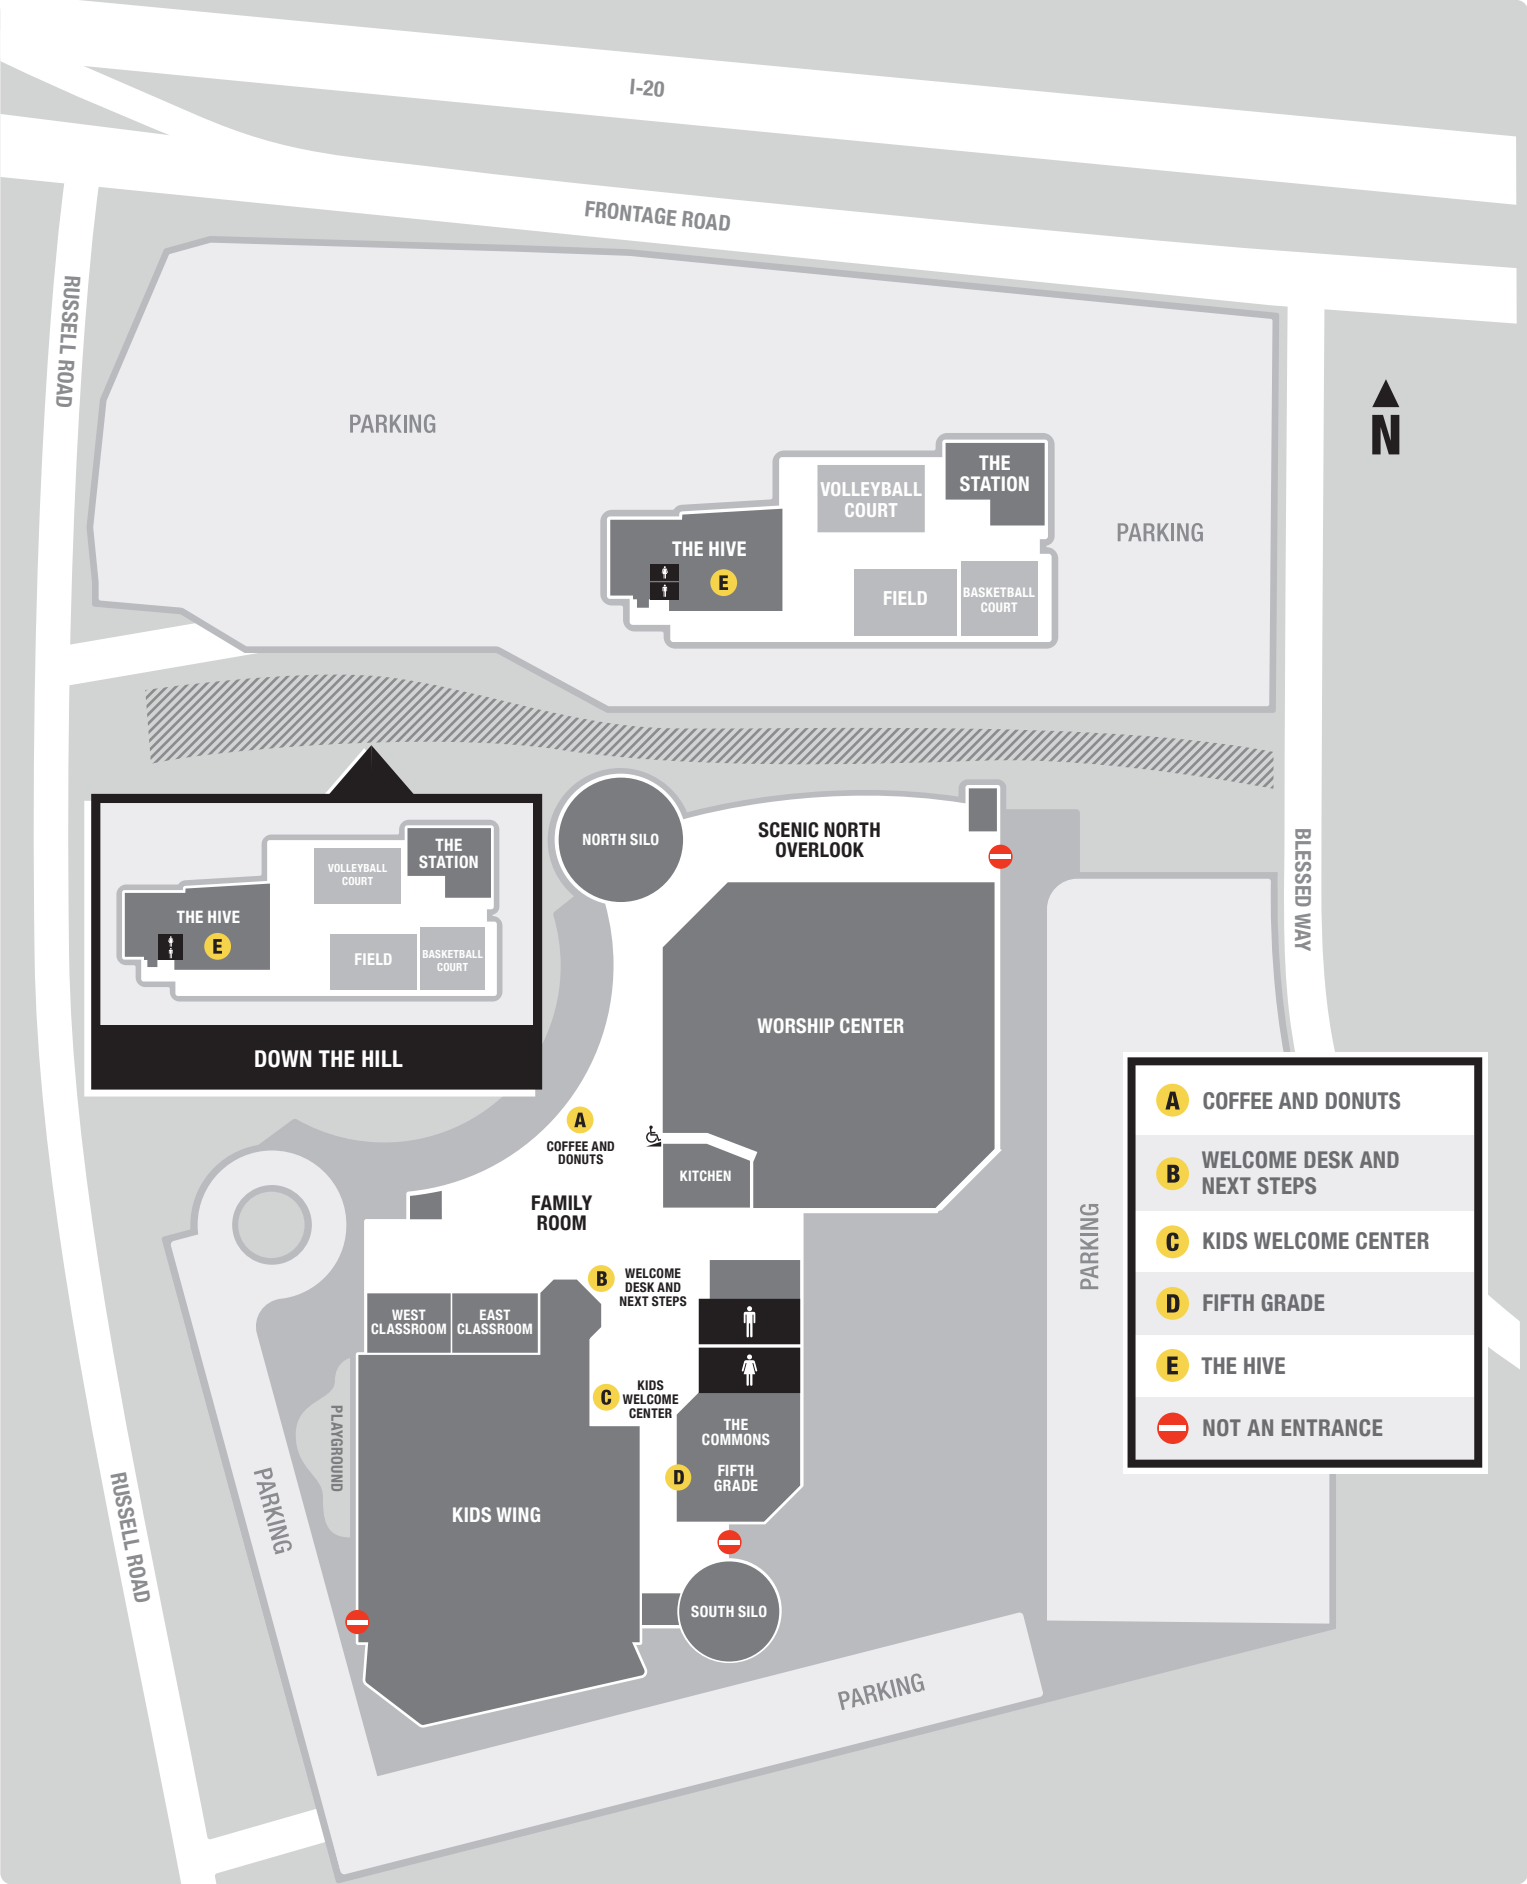 I-20
FRONTAGE ROAD
RUSSELL ROAD
PARKING
N
THE
STATION
VOLLEYBALL
COURT
PARKING
THE HIVE
E
FIELD
BASKETBALL
COURT
NORTH SILO
SCENIC NORTH
OVERLOOK
BLESSED WAY
THE
STATION
VOLLEYBALL
COURT
THE HIVE
E
FIELD
BASKETBALL
COURT
DOWN THE HILL
WORSHIP CENTER
A
COFFEE AND
DONUTS
KITCHEN
FAMILY
ROOM
PARKING
B
WELCOME
DESK AND
NEXT STEPS
WEST
CLASSROOM
EAST
CLASSROOM
C
KIDS
WELCOME
CENTER
PLAYGROUND
THE
COMMONS
D
FIFTH
GRADE
PARKING
KIDS WING
RUSSELL ROAD
SOUTH SILO
PARKING
A COFFEE AND DONUTS
B WELCOME DESK AND
NEXT STEPS
C KIDS WELCOME CENTER
D FIFTH GRADE
E THE HIVE
NOT AN ENTRANCE